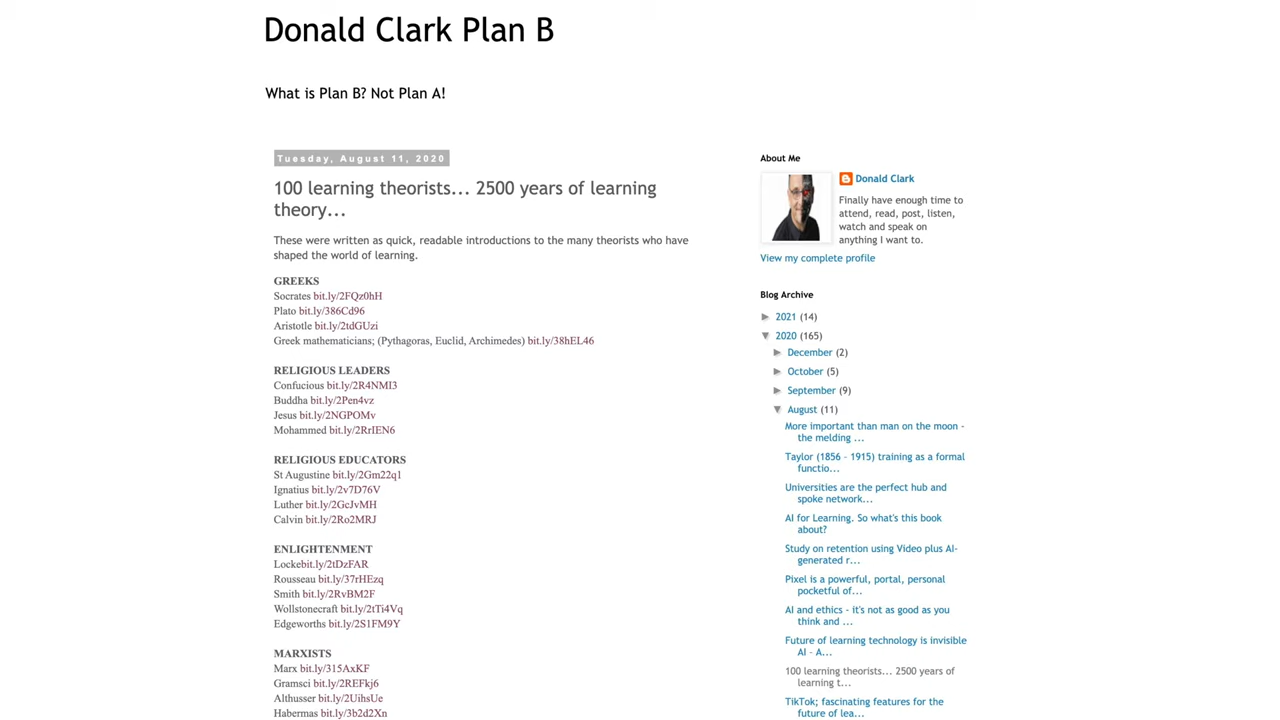 Donald Clark Plan B
What is Plan B? Not Plan A!
Tuesday, August 11, 2020
100 learning theorists... 2500 years of learning
theory...
These were written as quick, readable introductions to the many theorists who have
shaped the world of learning.
GREEKS
Socrates bit.ly/2FQz0hH
Plato bit.ly/386Cd96
Aristotle bit.ly/2tdGUzi
Greek mathematicians; (Pythagoras, Euclid, Archimedes) bit.ly/38hEL46
RELIGIOUS LEADERS
Confucious bit.ly/2R4NMI3
Buddha bit.ly/2Pen4vz
Jesus bit.ly/2NGPOMv
Mohammed bit.ly/2RrIEN6
RELIGIOUS EDUCATORS
St Augustine bit.ly/2Gm22q1
Ignatius bit.ly/2v7D76V
Luther bit.ly/2GcJvMH
Calvin bit.ly/2Ro2MRJ
ENLIGHTENMENT
Lockebit.ly/2tDzFAR
Rousseau bit.ly/37rHEzq
Smith bit.ly/2RvBM2F
Wollstonecraft bit.ly/2tTi4Vq
Edgeworths bit.ly/2S1FM9Y
MARXISTS
Marx bit.ly/315AxKF
Gramsci bit.ly/2REFkj6
Althusser bit.ly/2UihsUe
Habermas bit.ly/3b2d2Xn
About Me
Donald Clark
Finally have enough time to
attend, read, post, listen,
watch and speak on
anything I want to.
View my complete profile
Blog Archive
► 2021 (14)
▼ 2020 (165)
► December (2)
► October (5)
► September (9)
▼ August (11)
More important than man on the moon -
the melding ...
Taylor (1856 – 1915) training as a formal
functio...
Universities are the perfect hub and
spoke network...
AI for Learning. So what's this book
about?
Study on retention using Video plus AI-
generated r...
Pixel is a powerful, portal, personal
pocketful of...
AI and ethics - it's not as good as you
think and ...
Future of learning technology is invisible
AI – A...
100 learning theorists... 2500 years of
learning t...
TikTok; fascinating features for the
future of lea...